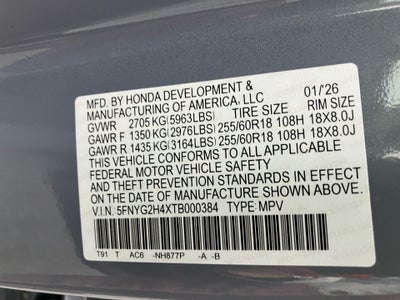 MFD. BY HONDA DEVELOPMENT &
MANUFACTURING OF AMERICA, LLC 01/'26
GVWR 2705 KG(5963LBS) TIRE SIZE RIM SIZE
GAWR F 1350 KG(2976LBS) 255/60R18 108H 18X8.0J
GAWR R 1435 KG(3164LBS) 255/60R18 108H 18X8.0J
THIS VEHICLE CONFORMS TO ALL APPLICABLE
FEDERAL MOTOR VEHICLE SAFETY
AND THEFT PREVENTION STANDARDS IN EFFECT
ON THE DATE OF MANUFACTURE SHOWN ABOVE.
V.I.N.: 5FNYG2H4XTB000384 TYPE: MPV
T91 T AC6 -NH877P -A -B